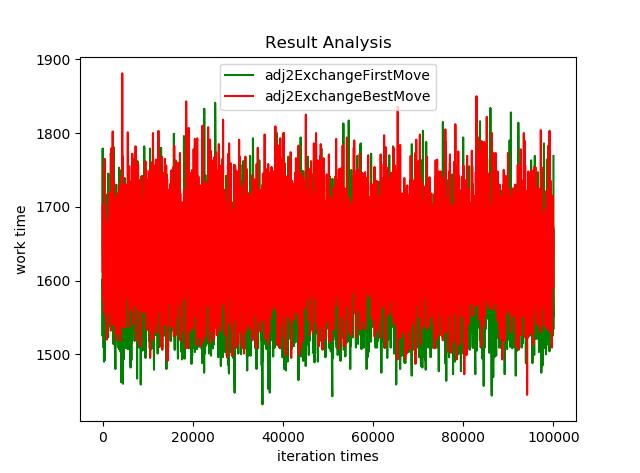 Result Analysis
adj2ExchangeFirstMove
adj2ExchangeBestMove
1900
1800
1700
1600
1500
work time
0 20000 40000 60000 80000 100000
iteration times